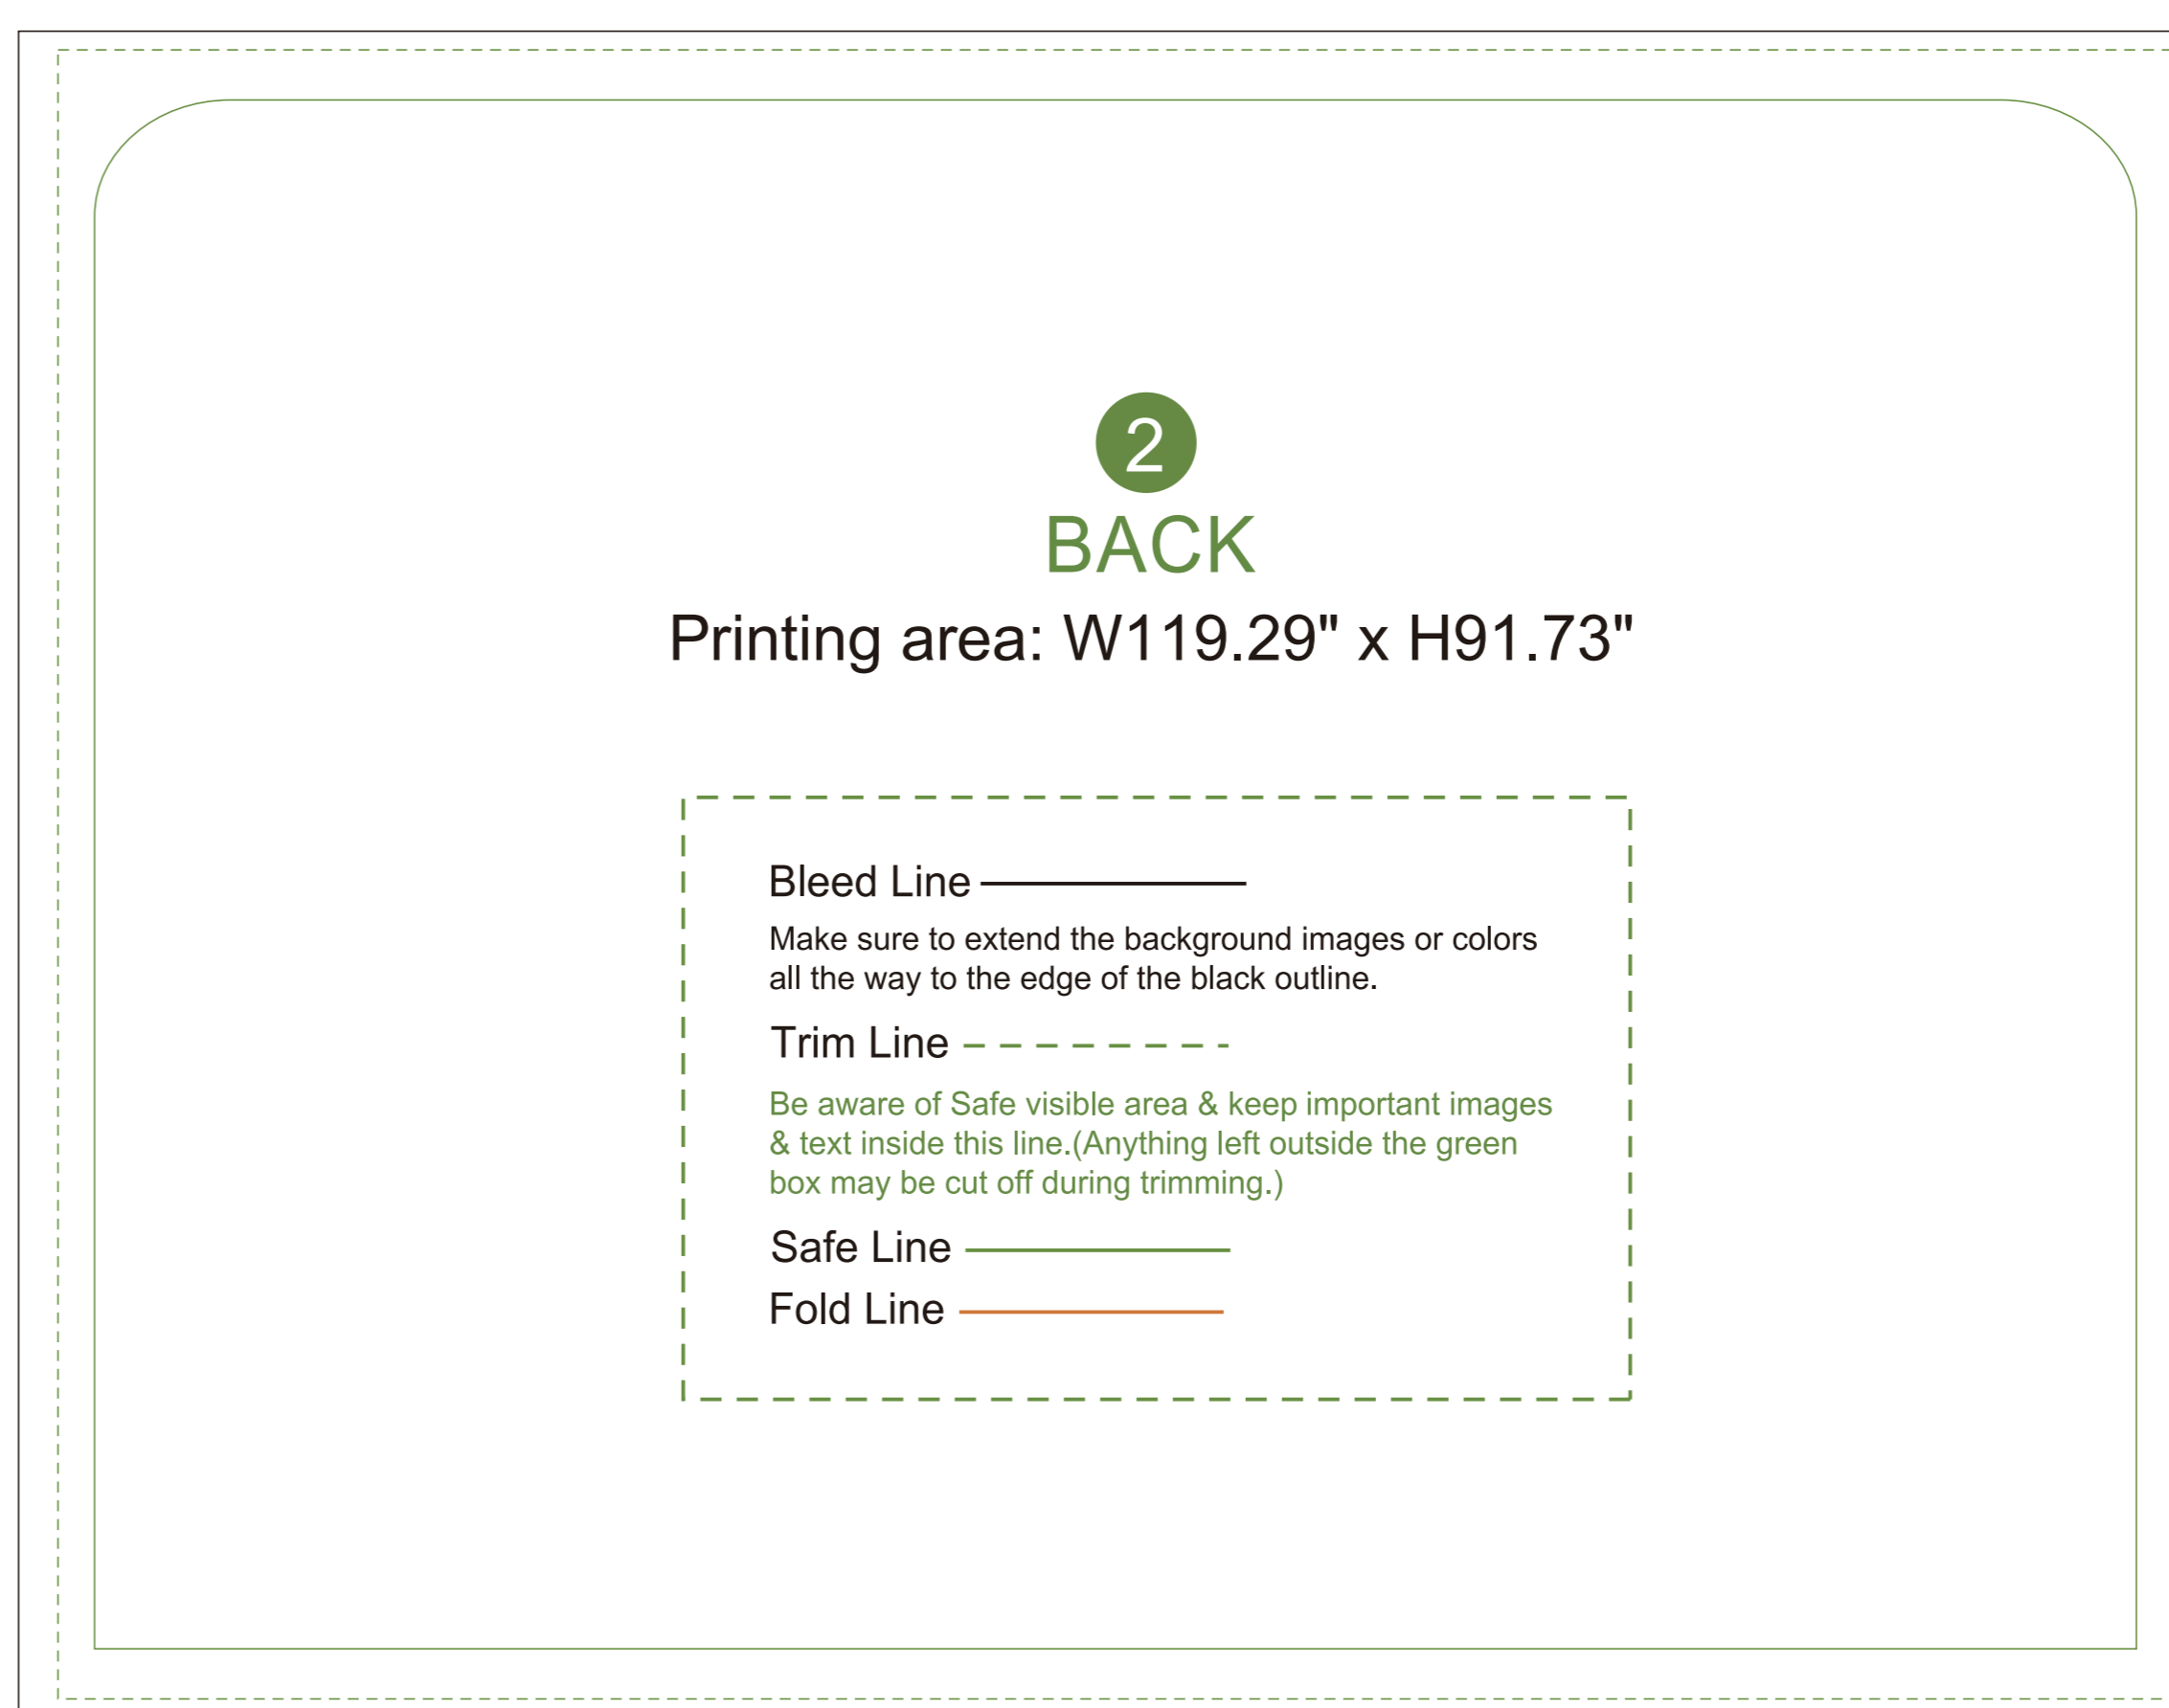 2
BACK
Printing area: W119.29" x H91.73"
Bleed Line
Make sure to extend the background images or colors
all the way to the edge of the black outline.
Trim Line
Be aware of Safe visible area & keep important images
& text inside this line.(Anything left outside the green
box may be cut off during trimming.)
Safe Line
Fold Line